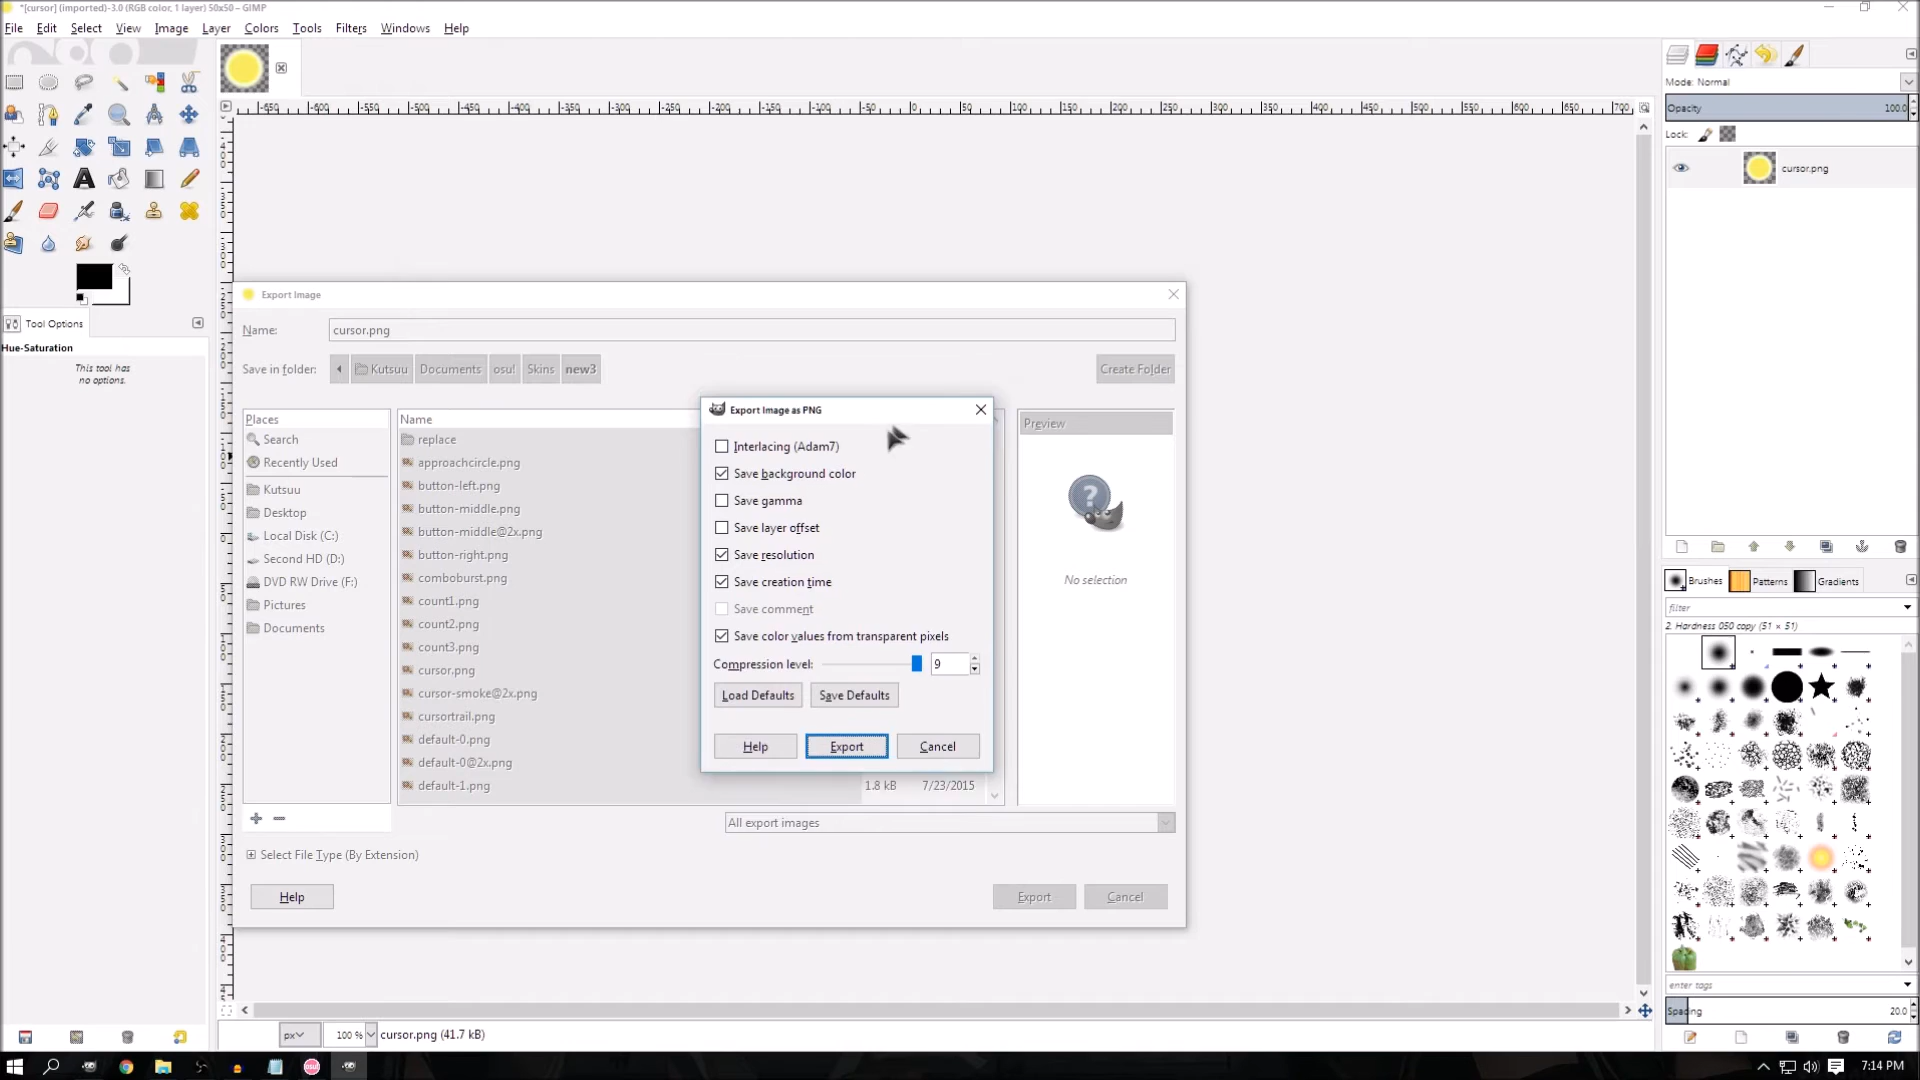 *[cursor] (imported)-3.0 (RGB color, 1 layer) 50x50 – GIMP
File Edit Select View Image Layer Colors Tools Filters Windows Help
Mode: Normal
Opacity 100.0
Lock:
cursor.png
Tool Options
Hue-Saturation
This tool has
no options.
Export Image
Name: cursor.png
Save in folder: Kutsuu Documents osu! Skins new3 Create Folder
Places
Search
Recently Used
Kutsuu
Desktop
Local Disk (C:)
Second HD (D:)
DVD RW Drive (F:)
Pictures
Documents
Name
replace
approachcircle.png
button-left.png
button-middle.png
button-middle@2x.png
button-right.png
comboburst.png
count1.png
count2.png
count3.png
cursor.png
cursor-smoke@2x.png
cursortrail.png
default-0.png
default-0@2x.png
default-1.png
1.8 kB 7/23/2015
Preview
No selection
All export images
Select File Type (By Extension)
Help Export Cancel
Export Image as PNG
Interlacing (Adam7)
Save background color
Save gamma
Save layer offset
Save resolution
Save creation time
Save comment
Save color values from transparent pixels
Compression level: 9
Load Defaults Save Defaults
Help Export Cancel
Brushes Patterns Gradients
filter
2. Hardness 050 copy (51 × 51)
enter tags
Spacing 20.0
px 100 % cursor.png (41.7 kB)
osu!
7:14 PM